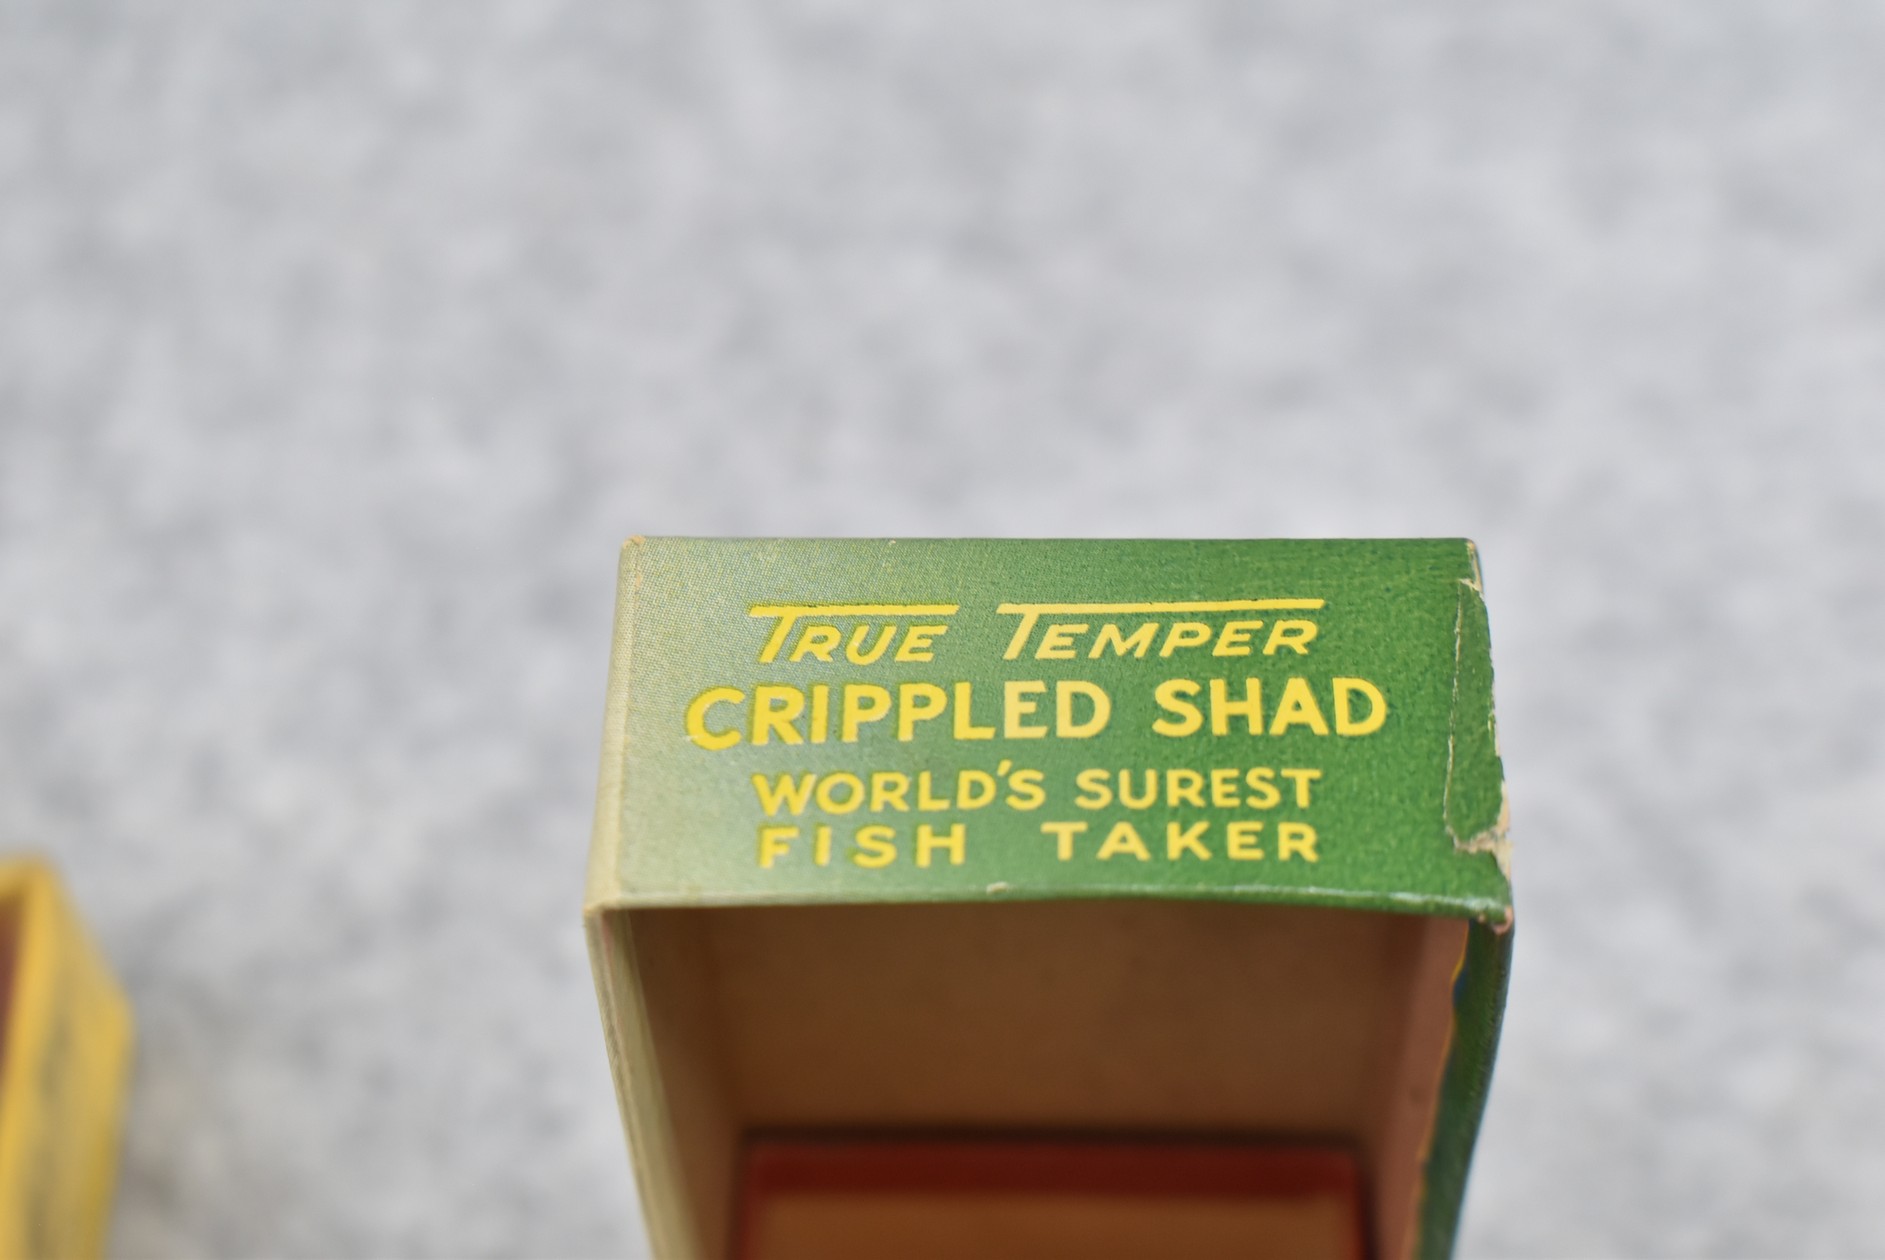 TRUE TEMPER
CRIPPLED SHAD
WORLD'S SUREST
FISH TAKER